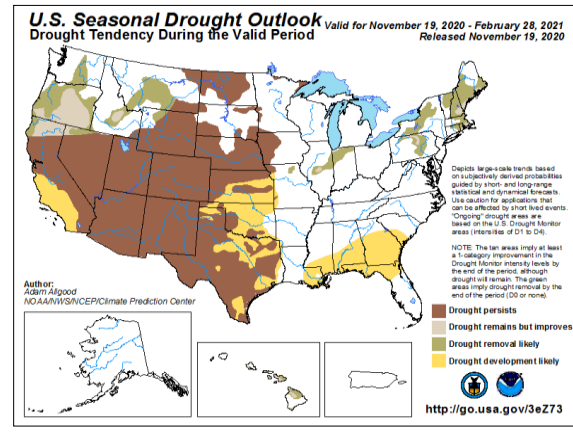 U.S. Seasonal Drought Outlook
Drought Tendency During the Valid Period
Valid for November 19, 2020 - February 28, 2021
Released November 19, 2020
Depicts large-scale trends based
on subjectively derived probabilities
guided by short- and long-range
statistical and dynamical forecasts.
Use caution for applications that
can be affected by short lived events.
"Ongoing" drought areas are
based on the U.S. Drought Monitor
areas (intensities of D1 to D4).
NOTE: The tan areas imply at least
a 1-category improvement in the
Drought Monitor intensity levels by
the end of the period, although
drought will remain. The green
areas imply drought removal by the
end of the period (D0 or none).
Author:
Adam Allgood
NOAA/NWS/NCEP/Climate Prediction Center
Drought persists
Drought remains but improves
Drought removal likely
Drought development likely
http://go.usa.gov/3eZ73